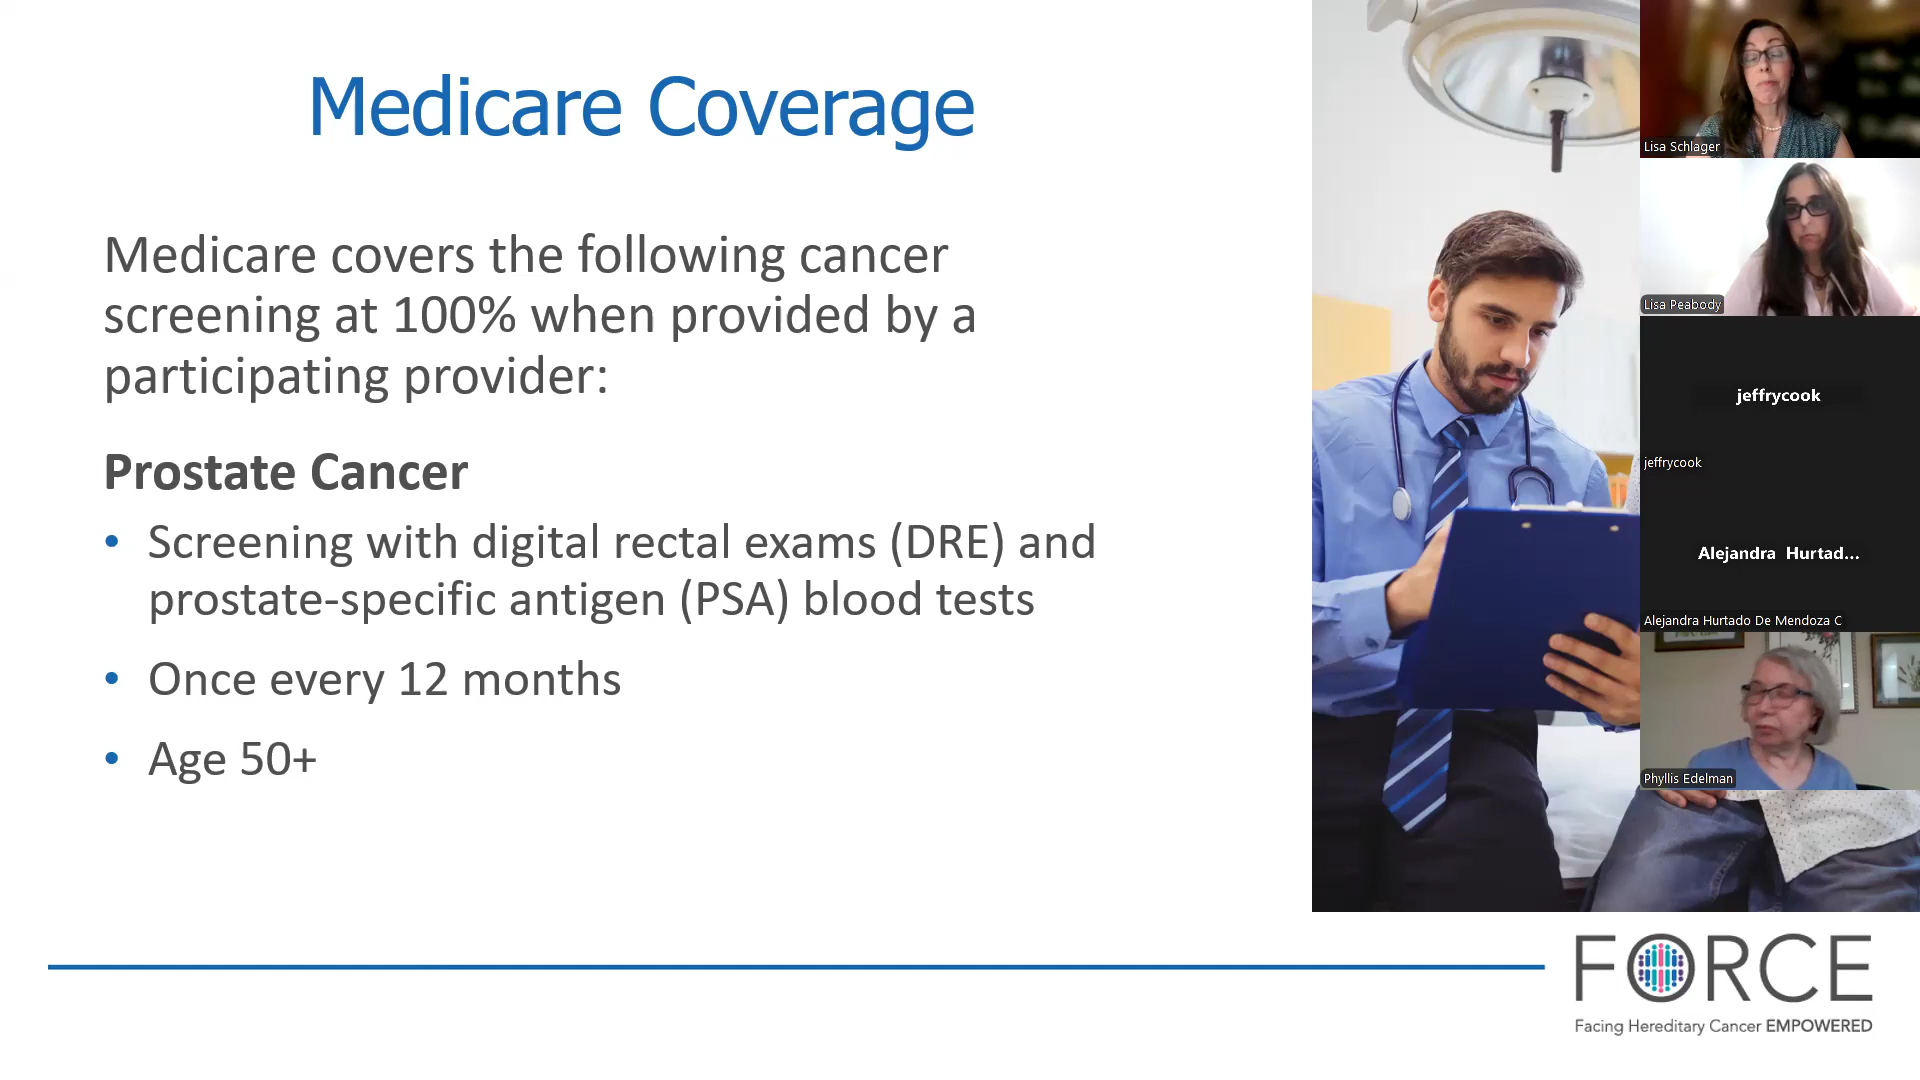 Medicare Coverage
Medicare covers the following cancer
screening at 100% when provided by a
participating provider:
Prostate Cancer
• Screening with digital rectal exams (DRE) and
prostate-specific antigen (PSA) blood tests
• Once every 12 months
• Age 50+
Lisa Schlager
Lisa Peabody
jeffrycook
jeffrycook
Alejandra Hurtad...
Alejandra Hurtado De Mendoza C
Phyllis Edelman
FORCE
Facing Hereditary Cancer EMPOWERED